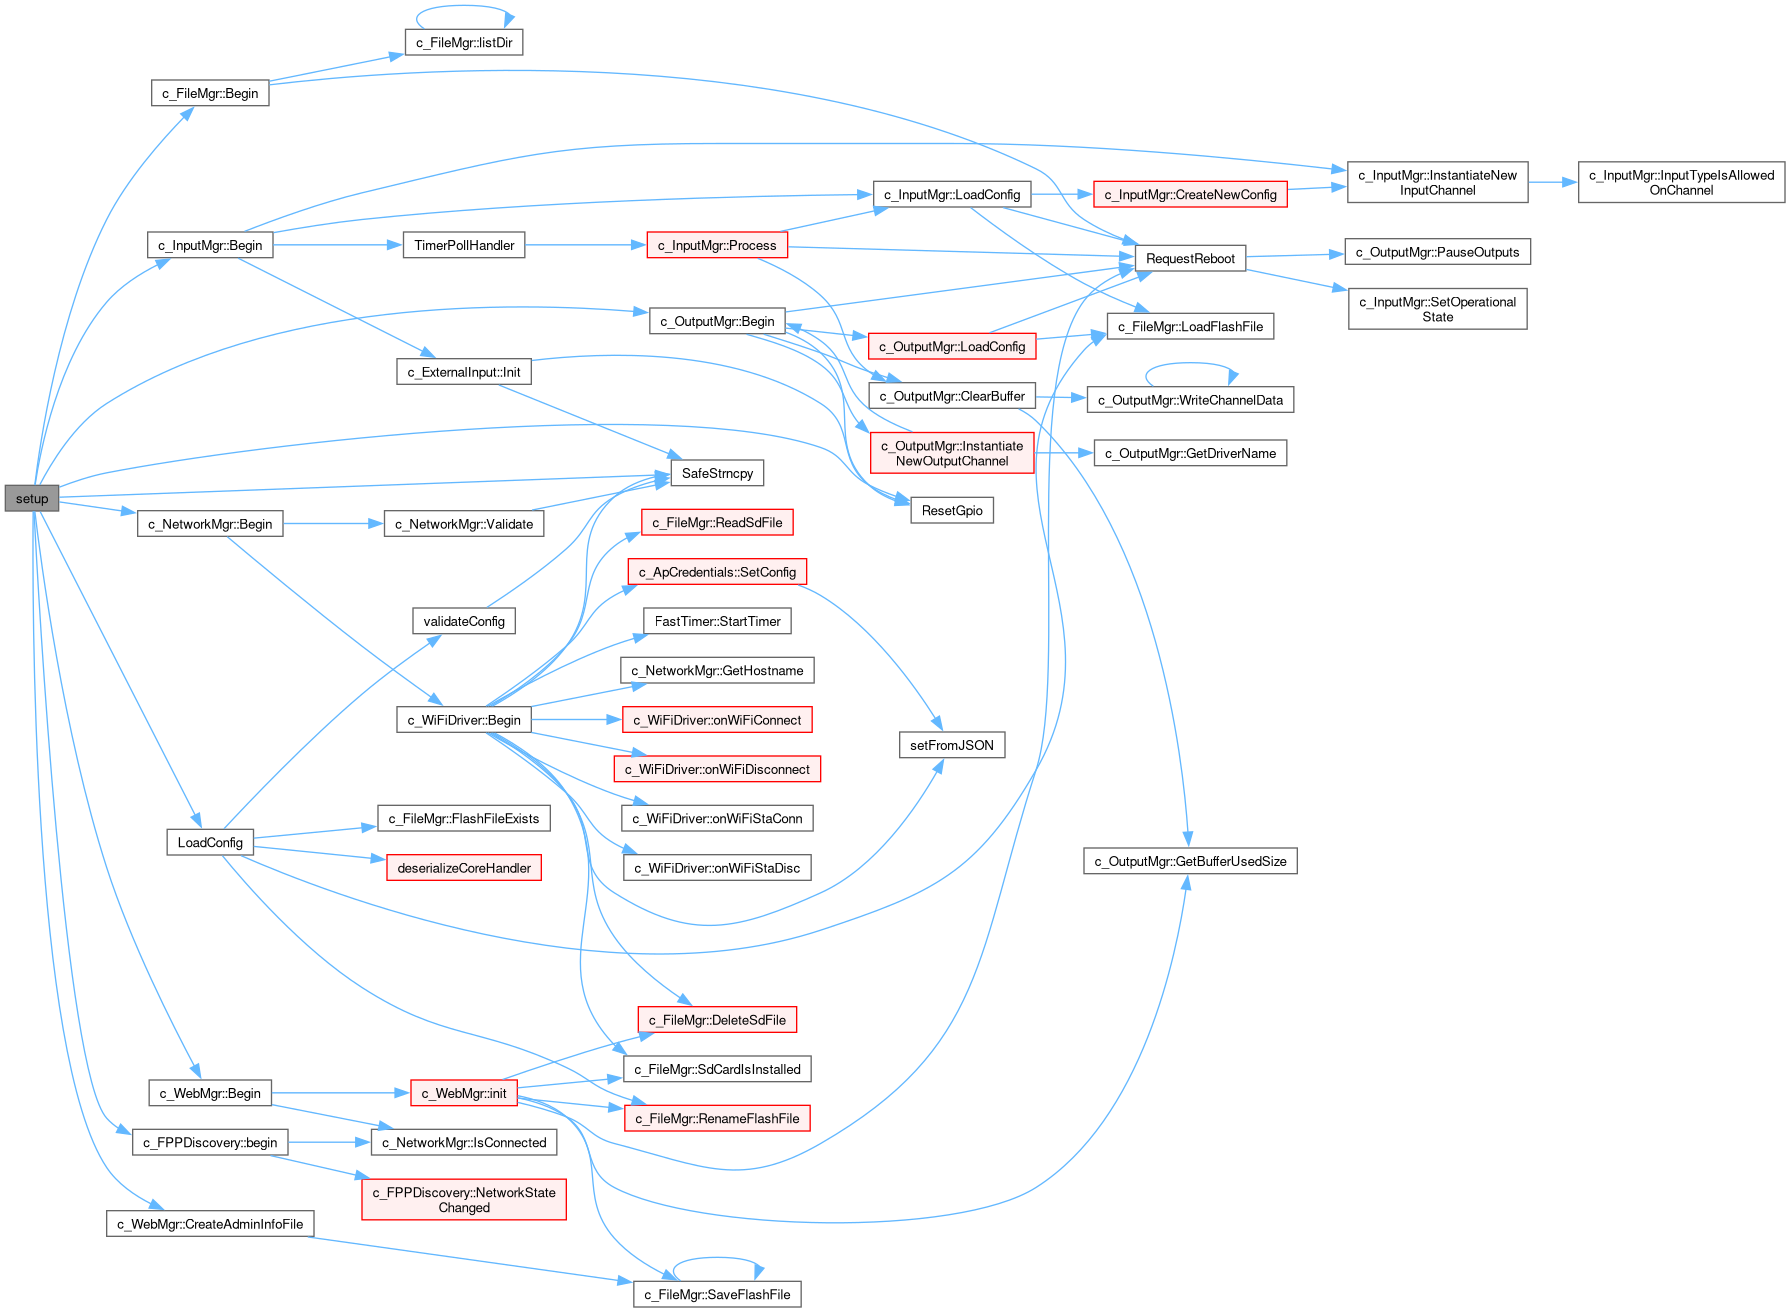 setup
c_FileMgr::Begin
c_FileMgr::listDir
c_InputMgr::Begin
TimerPollHandler
c_InputMgr::Process
c_InputMgr::LoadConfig
c_InputMgr::CreateNewConfig
c_InputMgr::InstantiateNew
InputChannel
c_InputMgr::InputTypeIsAllowed
OnChannel
RequestReboot
c_OutputMgr::PauseOutputs
c_InputMgr::SetOperational
State
c_FileMgr::LoadFlashFile
c_OutputMgr::Begin
c_OutputMgr::LoadConfig
c_ExternalInput::Init
c_OutputMgr::ClearBuffer
c_OutputMgr::WriteChannelData
c_OutputMgr::Instantiate
NewOutputChannel
c_OutputMgr::GetDriverName
SafeStrncpy
ResetGpio
c_NetworkMgr::Begin
c_NetworkMgr::Validate
c_FileMgr::ReadSdFile
c_ApCredentials::SetConfig
validateConfig
FastTimer::StartTimer
c_NetworkMgr::GetHostname
c_WiFiDriver::Begin
c_WiFiDriver::onWiFiConnect
setFromJSON
c_WiFiDriver::onWiFiDisconnect
c_FileMgr::FlashFileExists
c_WiFiDriver::onWiFiStaConn
LoadConfig
deserializeCoreHandler
c_WiFiDriver::onWiFiStaDisc
c_OutputMgr::GetBufferUsedSize
c_FileMgr::DeleteSdFile
c_FileMgr::SdCardIsInstalled
c_WebMgr::Begin
c_WebMgr::init
c_FileMgr::RenameFlashFile
c_FPPDiscovery::begin
c_NetworkMgr::IsConnected
c_FPPDiscovery::NetworkState
Changed
c_WebMgr::CreateAdminInfoFile
c_FileMgr::SaveFlashFile